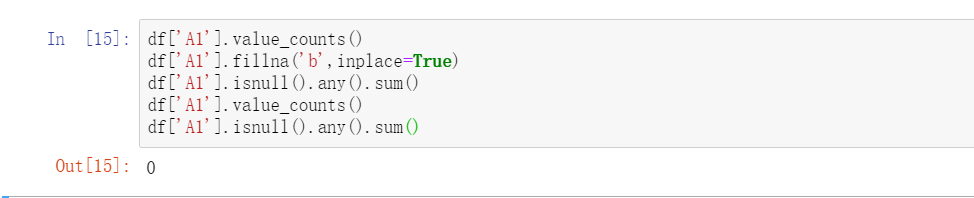 In [15]: df['A1'].value_counts()
df['A1'].fillna('b',inplace=True)
df['A1'].isnull().any().sum()
df['A1'].value_counts()
df['A1'].isnull().any().sum()
Out[15]: 0